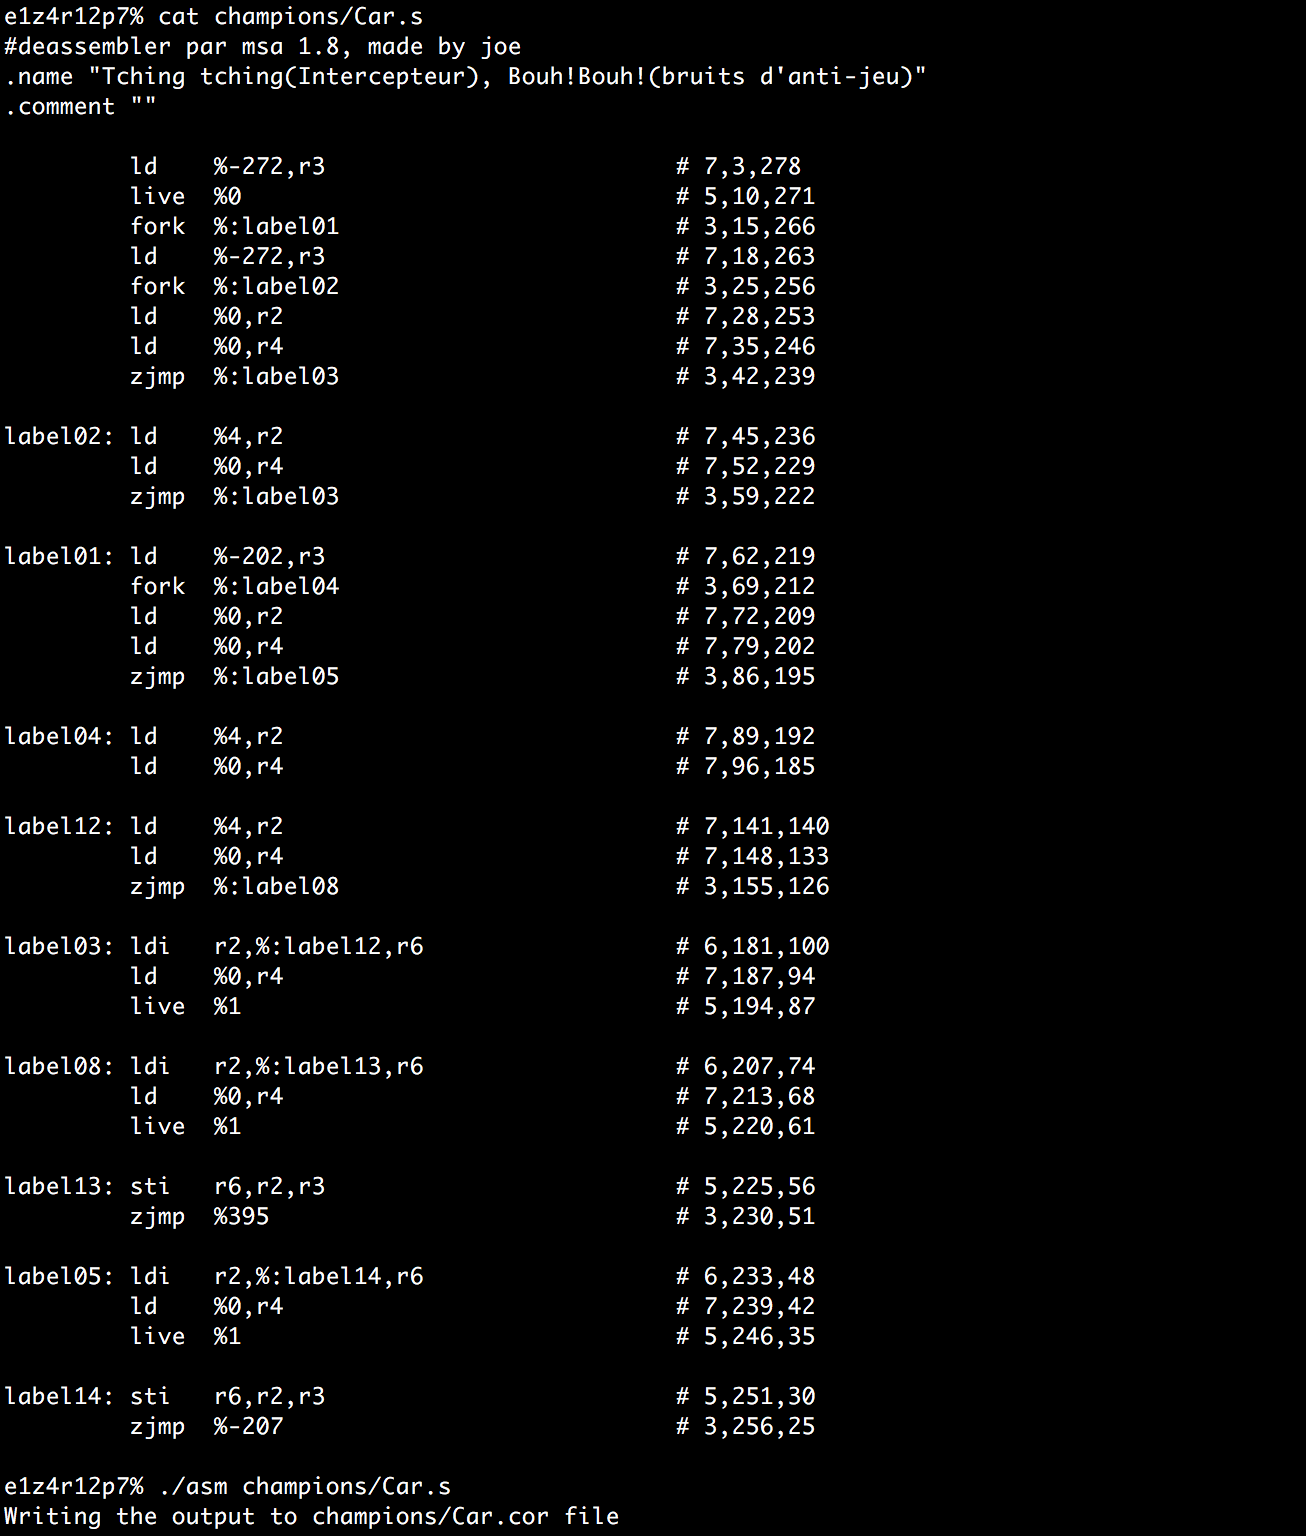 e1z4r12p7% cat champions/Car.s
#deassembler par msa 1.8, made by joe
.name "Tching tching(Intercepteur), Bouh!Bouh!(bruits d'anti-jeu)"
.comment ""
ld %-272,r3 # 7,3,278
live %0 # 5,10,271
fork %:label01 # 3,15,266
ld %-272,r3 # 7,18,263
fork %:label02 # 3,25,256
ld %0,r2 # 7,28,253
ld %0,r4 # 7,35,246
zjmp %:label03 # 3,42,239
label02: ld %4,r2 # 7,45,236
ld %0,r4 # 7,52,229
zjmp %:label03 # 3,59,222
label01: ld %-202,r3 # 7,62,219
fork %:label04 # 3,69,212
ld %0,r2 # 7,72,209
ld %0,r4 # 7,79,202
zjmp %:label05 # 3,86,195
label04: ld %4,r2 # 7,89,192
ld %0,r4 # 7,96,185
label12: ld %4,r2 # 7,141,140
ld %0,r4 # 7,148,133
zjmp %:label08 # 3,155,126
label03: ldi r2,%:label12,r6 # 6,181,100
ld %0,r4 # 7,187,94
live %1 # 5,194,87
label08: ldi r2,%:label13,r6 # 6,207,74
ld %0,r4 # 7,213,68
live %1 # 5,220,61
label13: sti r6,r2,r3 # 5,225,56
zjmp %395 # 3,230,51
label05: ldi r2,%:label14,r6 # 6,233,48
ld %0,r4 # 7,239,42
live %1 # 5,246,35
label14: sti r6,r2,r3 # 5,251,30
zjmp %-207 # 3,256,25
e1z4r12p7% ./asm champions/Car.s
Writing the output to champions/Car.cor file